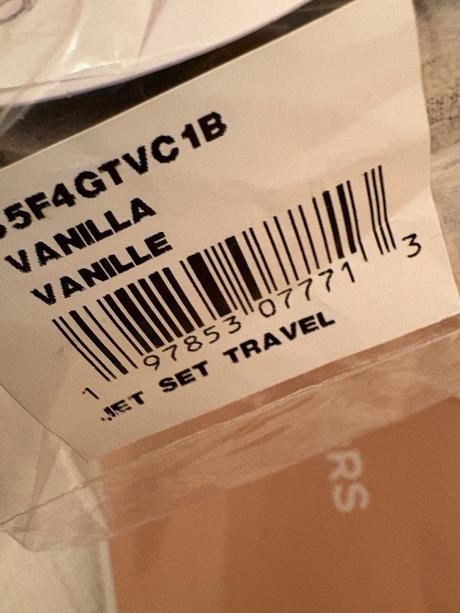 5F4GTVC1B
VANILLA
VANILLE
1 97853 07771 3
JET SET TRAVEL
RS